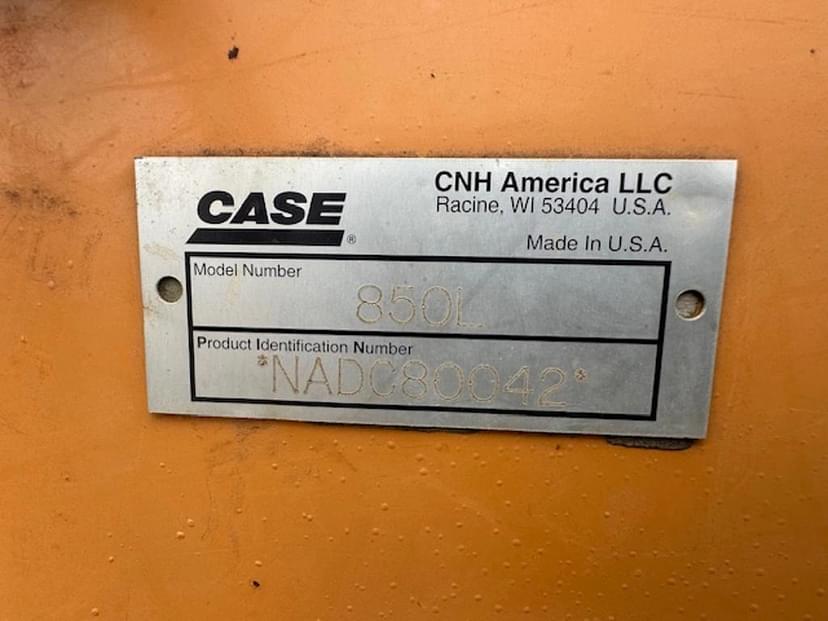 CASE®
CNH America LLC
Racine, WI 53404 U.S.A.
Made In U.S.A.
Model Number
850L
Product Identification Number
*NADC80042*